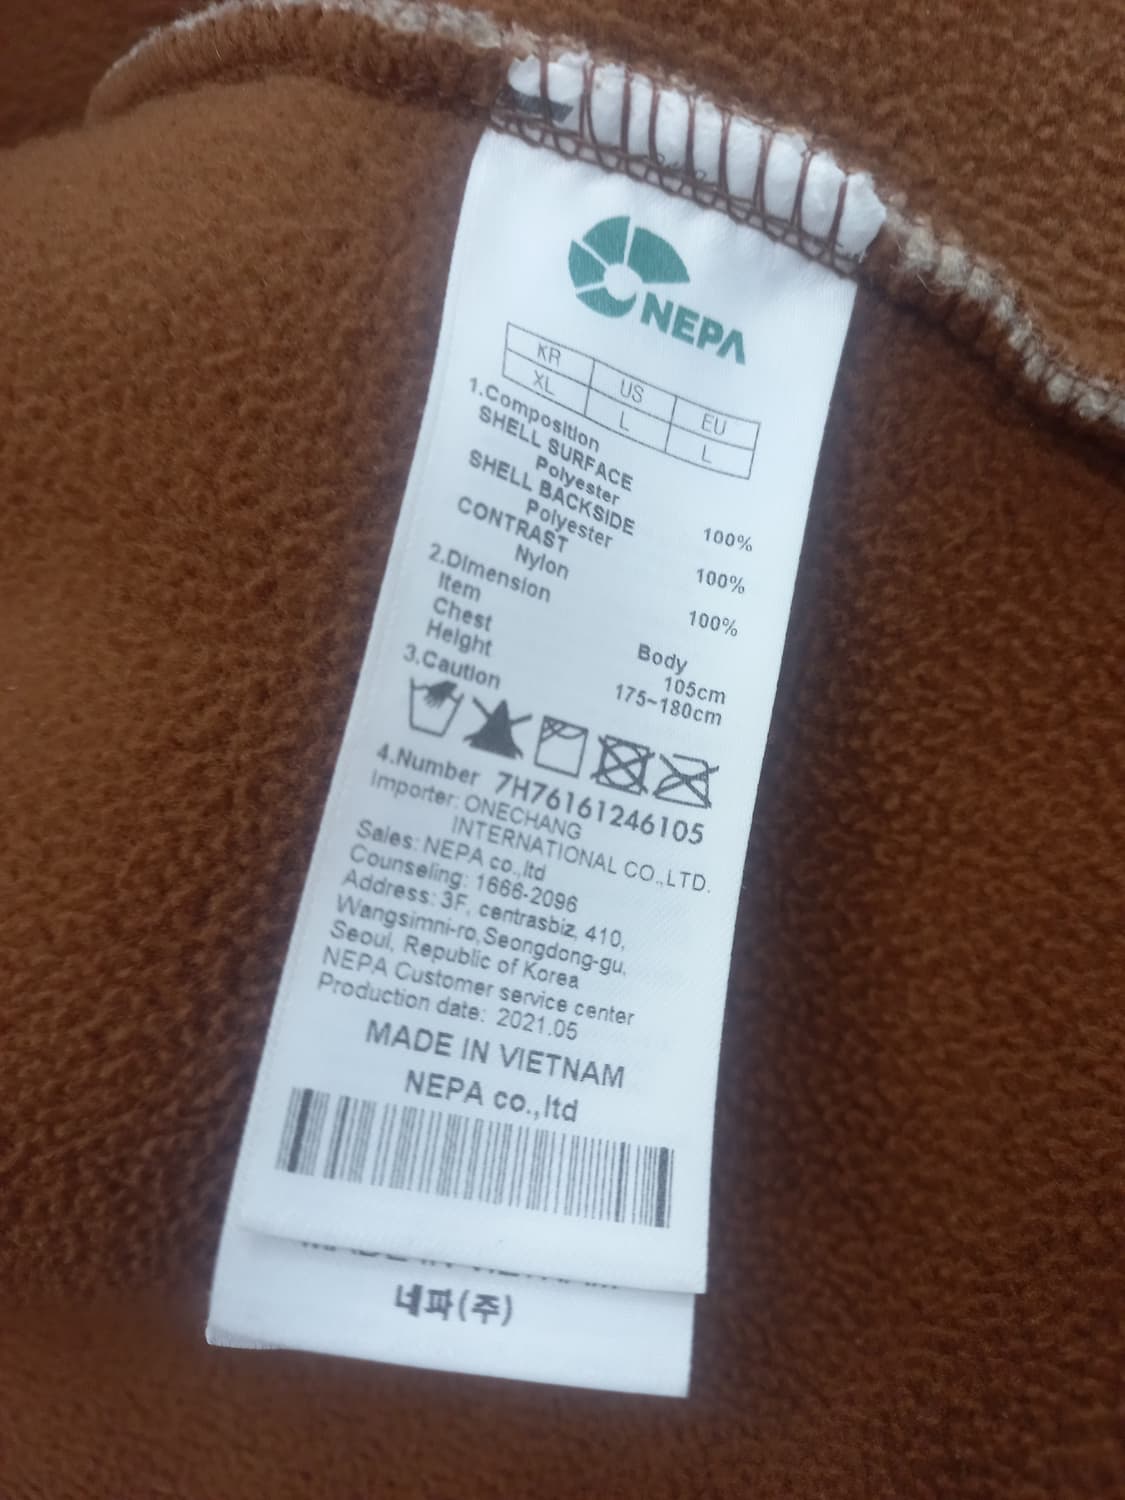 NEPA
KR US EU
XL L L
1.Composition
SHELL SURFACE
Polyester 100%
SHELL BACKSIDE
Polyester 100%
CONTRAST
Nylon 100%
2.Dimension
Item Body
Chest 105cm
Height 175~180cm
3.Caution
4.Number 7H76161246105
Importer: ONECHANG
INTERNATIONAL CO.,LTD.
Sales: NEPA co.,ltd
Counseling: 1666-2096
Address: 3F, centrasbiz, 410,
Wangsimni-ro,Seongdong-gu,
Seoul, Republic of Korea
NEPA Customer service center
Production date: 2021.05
MADE IN VIETNAM
NEPA co.,ltd
MADE IN VIETNAM
네파(주)